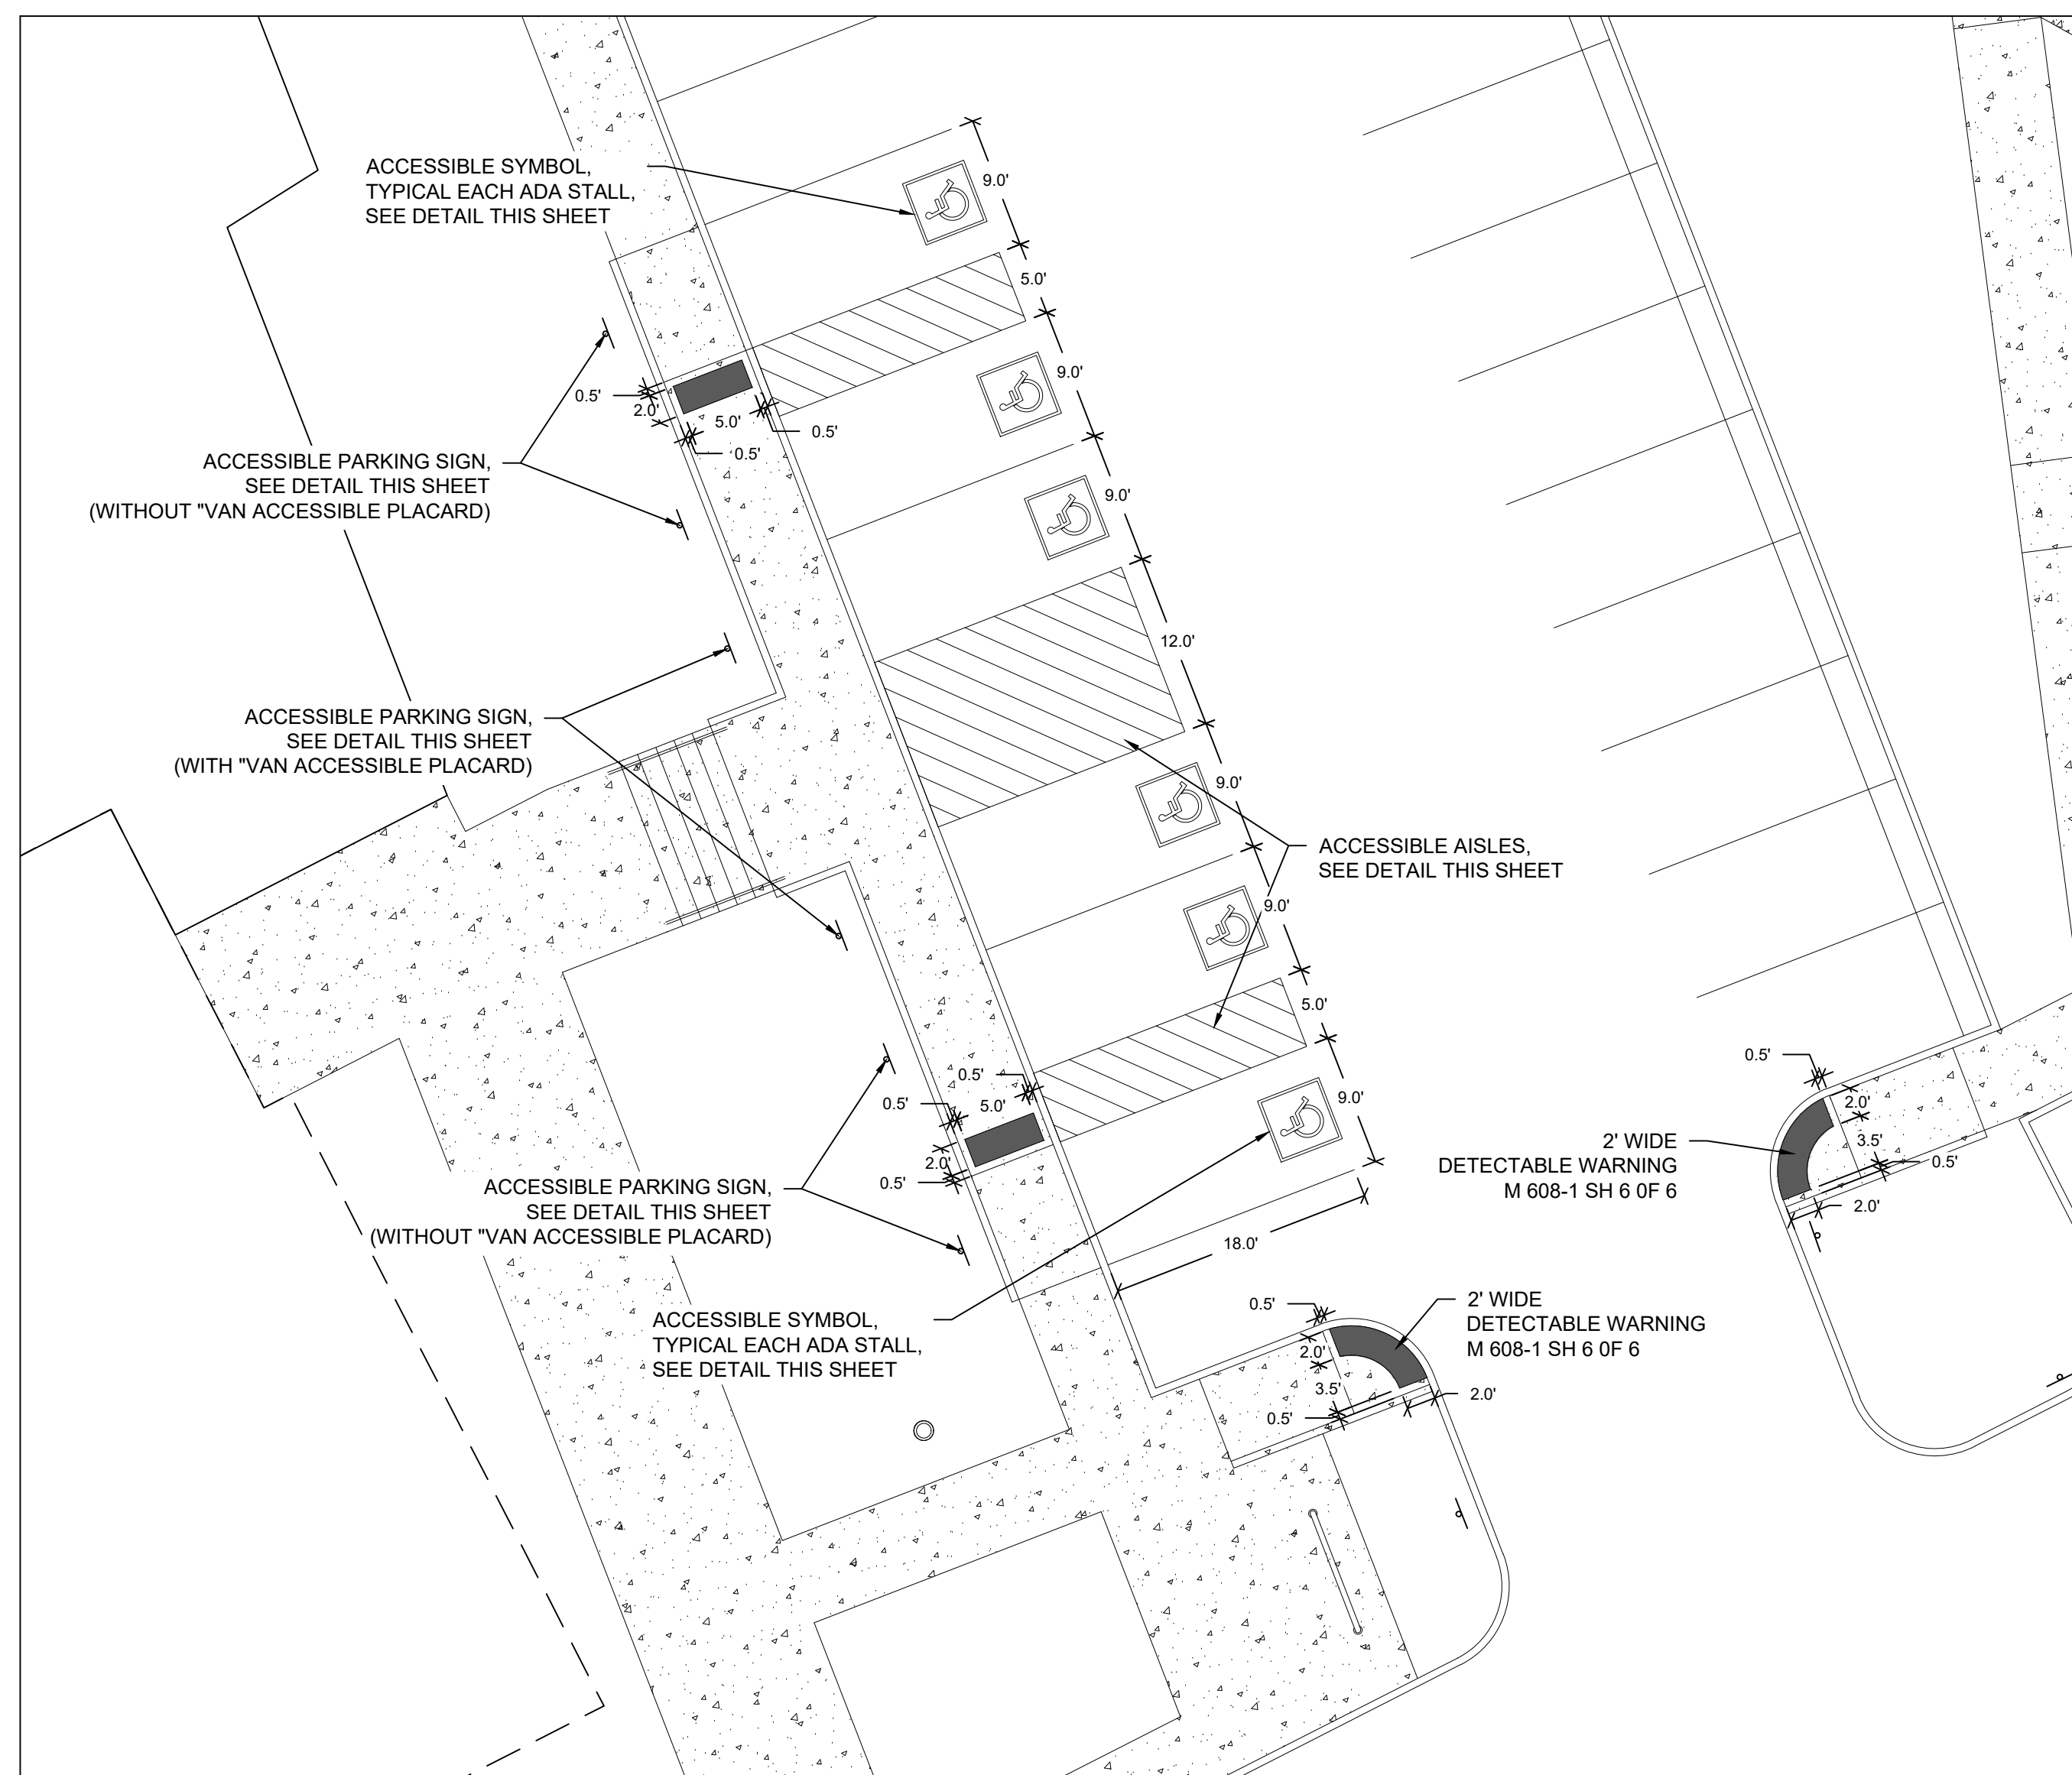 ACCESSIBLE SYMBOL,
TYPICAL EACH ADA STALL,
SEE DETAIL THIS SHEET
9.0'
5.0'
9.0'
0.5'
2.0'
5.0'
0.5'
0.5'
ACCESSIBLE PARKING SIGN,
SEE DETAIL THIS SHEET
(WITHOUT "VAN ACCESSIBLE PLACARD)
9.0'
12.0'
ACCESSIBLE PARKING SIGN,
SEE DETAIL THIS SHEET
(WITH "VAN ACCESSIBLE PLACARD)
9.0'
ACCESSIBLE AISLES,
SEE DETAIL THIS SHEET
9.0'
5.0'
0.5'
0.5'
5.0'
9.0'
2.0'
0.5'
ACCESSIBLE PARKING SIGN,
SEE DETAIL THIS SHEET
(WITHOUT "VAN ACCESSIBLE PLACARD)
0.5'
2.0'
3.5'
0.5'
2.0'
2' WIDE
DETECTABLE WARNING
M 608-1 SH 6 0F 6
18.0'
ACCESSIBLE SYMBOL,
TYPICAL EACH ADA STALL,
SEE DETAIL THIS SHEET
0.5'
2.0'
3.5'
0.5'
2.0'
2' WIDE
DETECTABLE WARNING
M 608-1 SH 6 0F 6